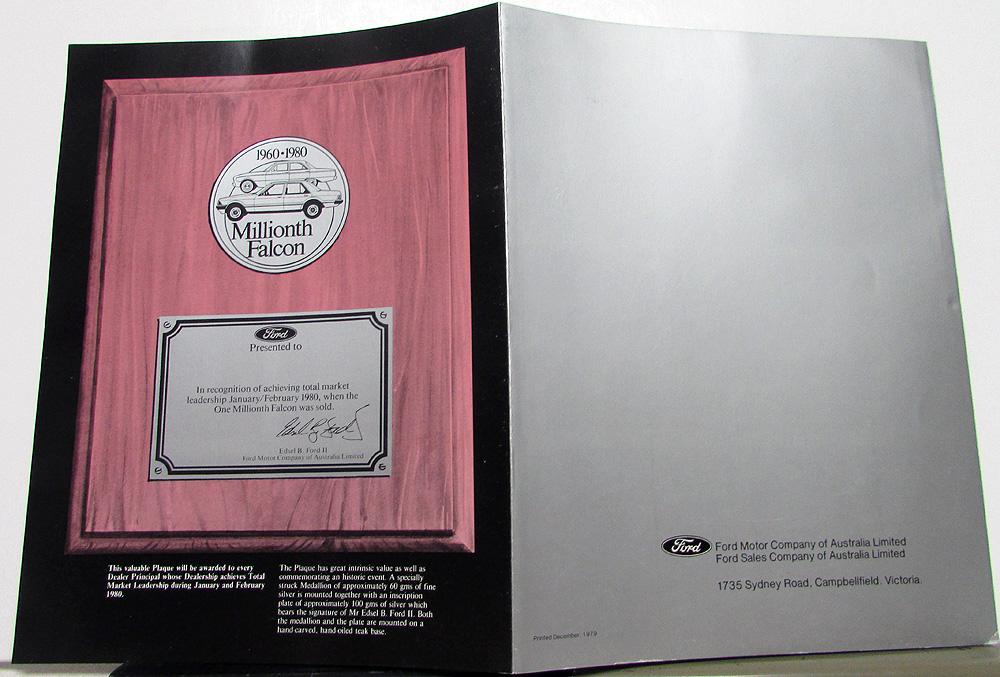 1960•1980
Millionth
Falcon
Ford
Presented to
In recognition of achieving total market
leadership January/February 1980, when the
One Millionth Falcon was sold.
Edsel B. Ford II
Edsel B. Ford II
Ford Motor Company of Australia Limited
This valuable Plaque will be awarded to every
Dealer Principal whose Dealership achieves Total
Market Leadership during January and February
1980.
The Plaque has great intrinsic value as well as
commemorating an historic event. A specially
struck Medallion of approximately 60 gms of fine
silver is mounted together with an inscription
plate of approximately 100 gms of silver which
bears the signature of Mr Edsel B. Ford II. Both
the medallion and the plate are mounted on a
hand carved, hand oiled teak base.
Ford
Ford Motor Company of Australia Limited
Ford Sales Company of Australia Limited
1735 Sydney Road, Campbellfield. Victoria.
Printed December, 1979